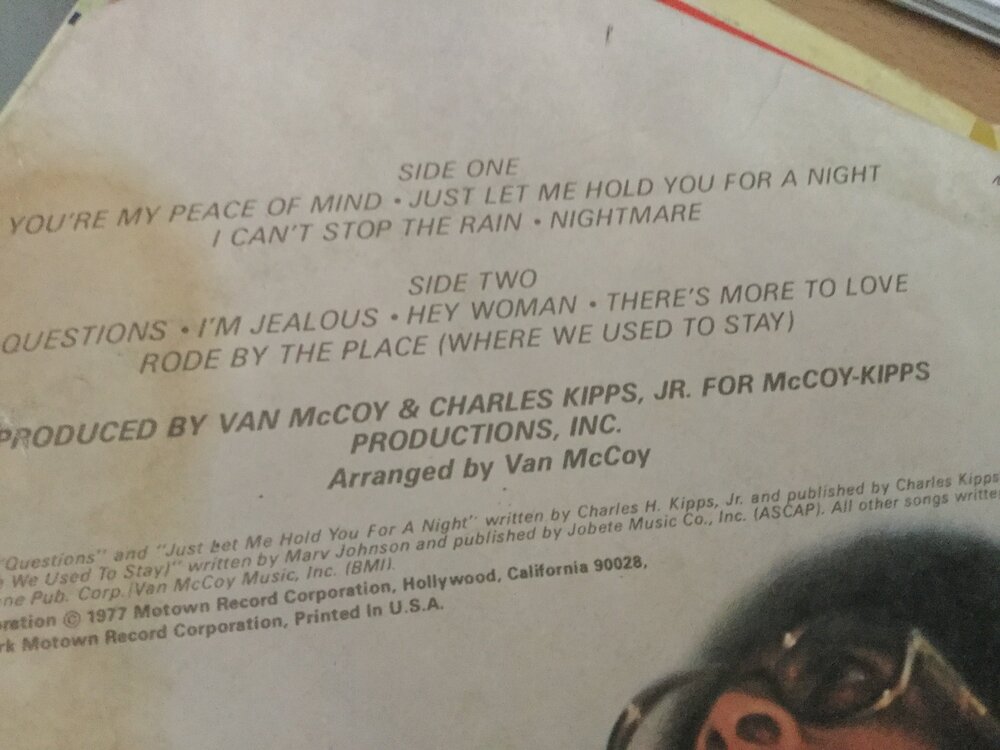 SIDE ONE
YOU'RE MY PEACE OF MIND • JUST LET ME HOLD YOU FOR A NIGHT
I CAN'T STOP THE RAIN • NIGHTMARE
SIDE TWO
QUESTIONS • I'M JEALOUS • HEY WOMAN • THERE'S MORE TO LOVE
RODE BY THE PLACE (WHERE WE USED TO STAY)
PRODUCED BY VAN McCOY & CHARLES KIPPS, JR. FOR McCOY-KIPPS
PRODUCTIONS, INC.
Arranged by Van McCoy
"Questions" and "Just Let Me Hold You For A Night" written by Charles H. Kipps, Jr. and published by Charles Kipps
We Used To Stay)" written by Marv Johnson and published by Jobete Music Co., Inc. (ASCAP). All other songs written
Pub. Corp./Van McCoy Music, Inc. (BMI).
© 1977 Motown Record Corporation, Hollywood, California 90028,
Motown Record Corporation, Printed In U.S.A.